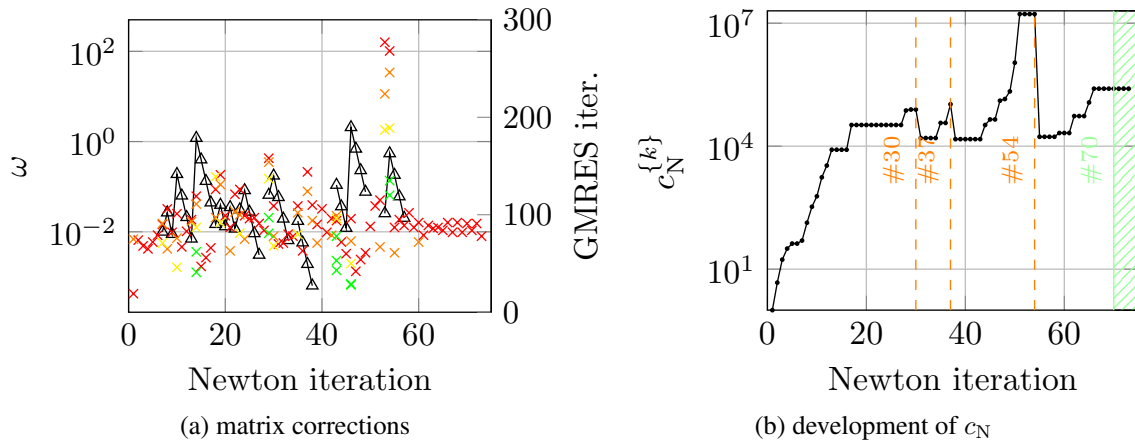 300
200
100
0
GMRES iter.
10^2
10^0
10^{-2}
ω
0 20 40 60
Newton iteration
(a) matrix corrections
10^7
10^4
10^1
c_N^{\{k\}}
#30
#37
#54
#70
0 20 40 60
Newton iteration
(b) development of c_N